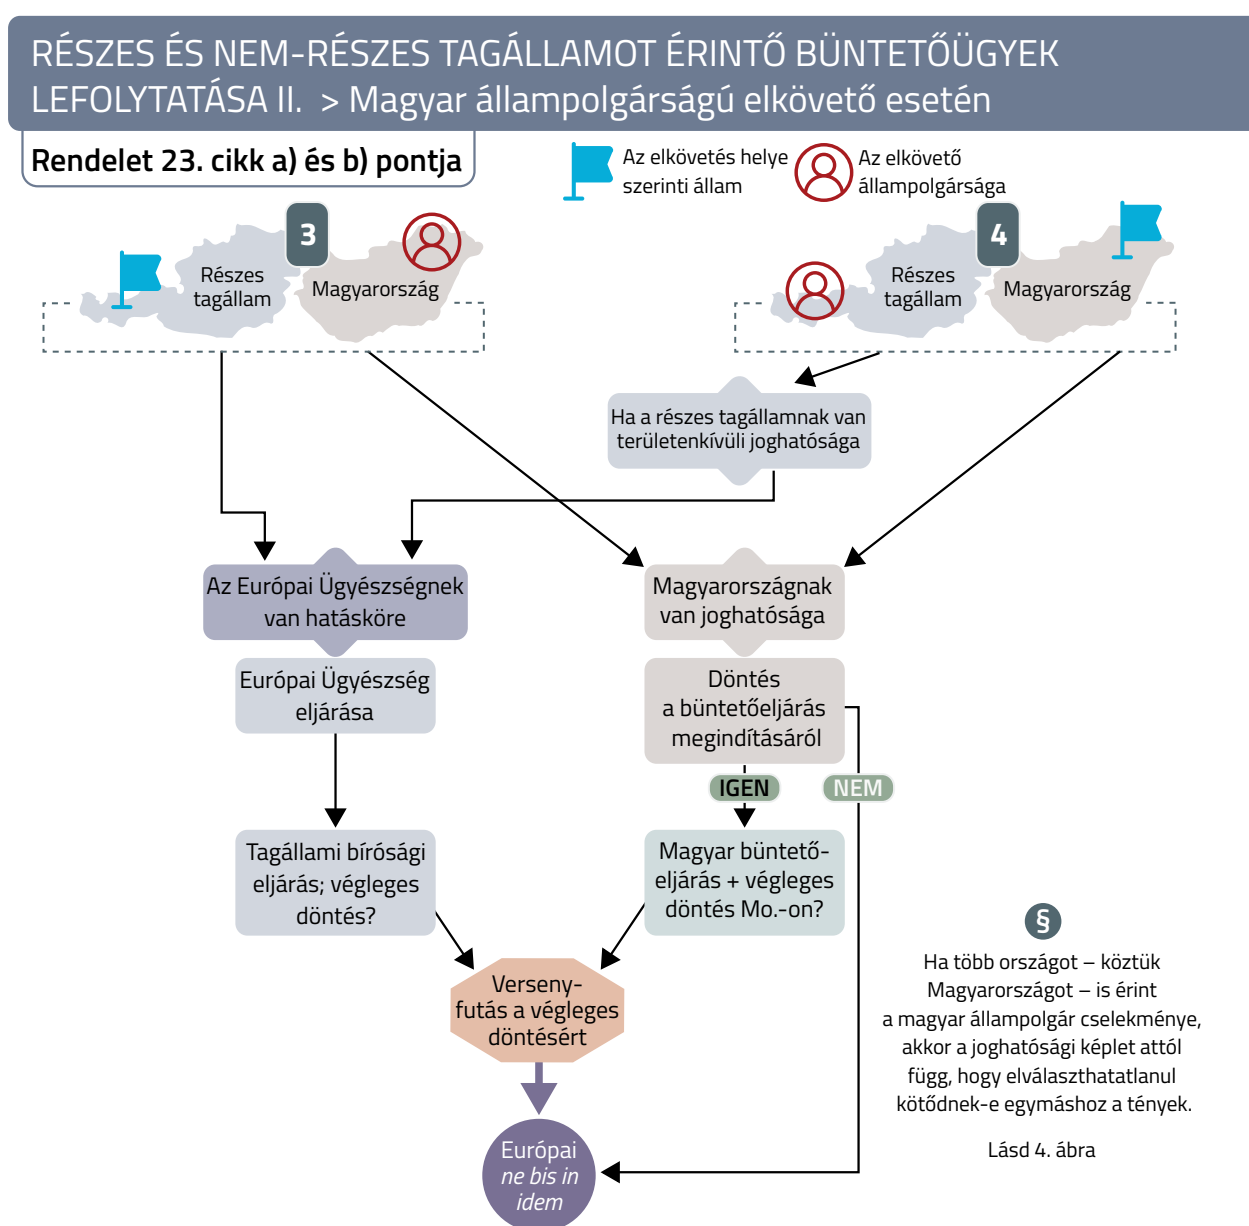 RÉSZES ÉS NEM-RÉSZES TAGÁLLAMOT ÉRINTŐ BÜNTETŐÜGYEK
LEFOLYTATÁSA II. > Magyar állampolgárságú elkövető esetén
Rendelet 23. cikk a) és b) pontja
Az elkövetés helye
szerinti állam
Az elkövető
állampolgársága
3
Részes
tagállam
Magyarország
4
Részes
tagállam
Magyarország
Ha a részes tagállamnak van
területenkívüli joghatósága
Az Európai Ügyészségnek
van hatásköre
Magyarországnak
van joghatósága
Európai Ügyészség
eljárása
Döntés
a büntetőeljárás
megindításáról
IGEN
NEM
Tagállami bírósági
eljárás; végleges
döntés?
Magyar büntető-
eljárás + végleges
döntés Mo.-on?
Verseny-
futás a végleges
döntésért
Európai
ne bis in
idem
§
Ha több országot – köztük
Magyarországot – is érint
a magyar állampolgár cselekménye,
akkor a joghatósági képlet attól
függ, hogy elválaszthatatlanul
kötődnek-e egymáshoz a tények.
Lásd 4. ábra